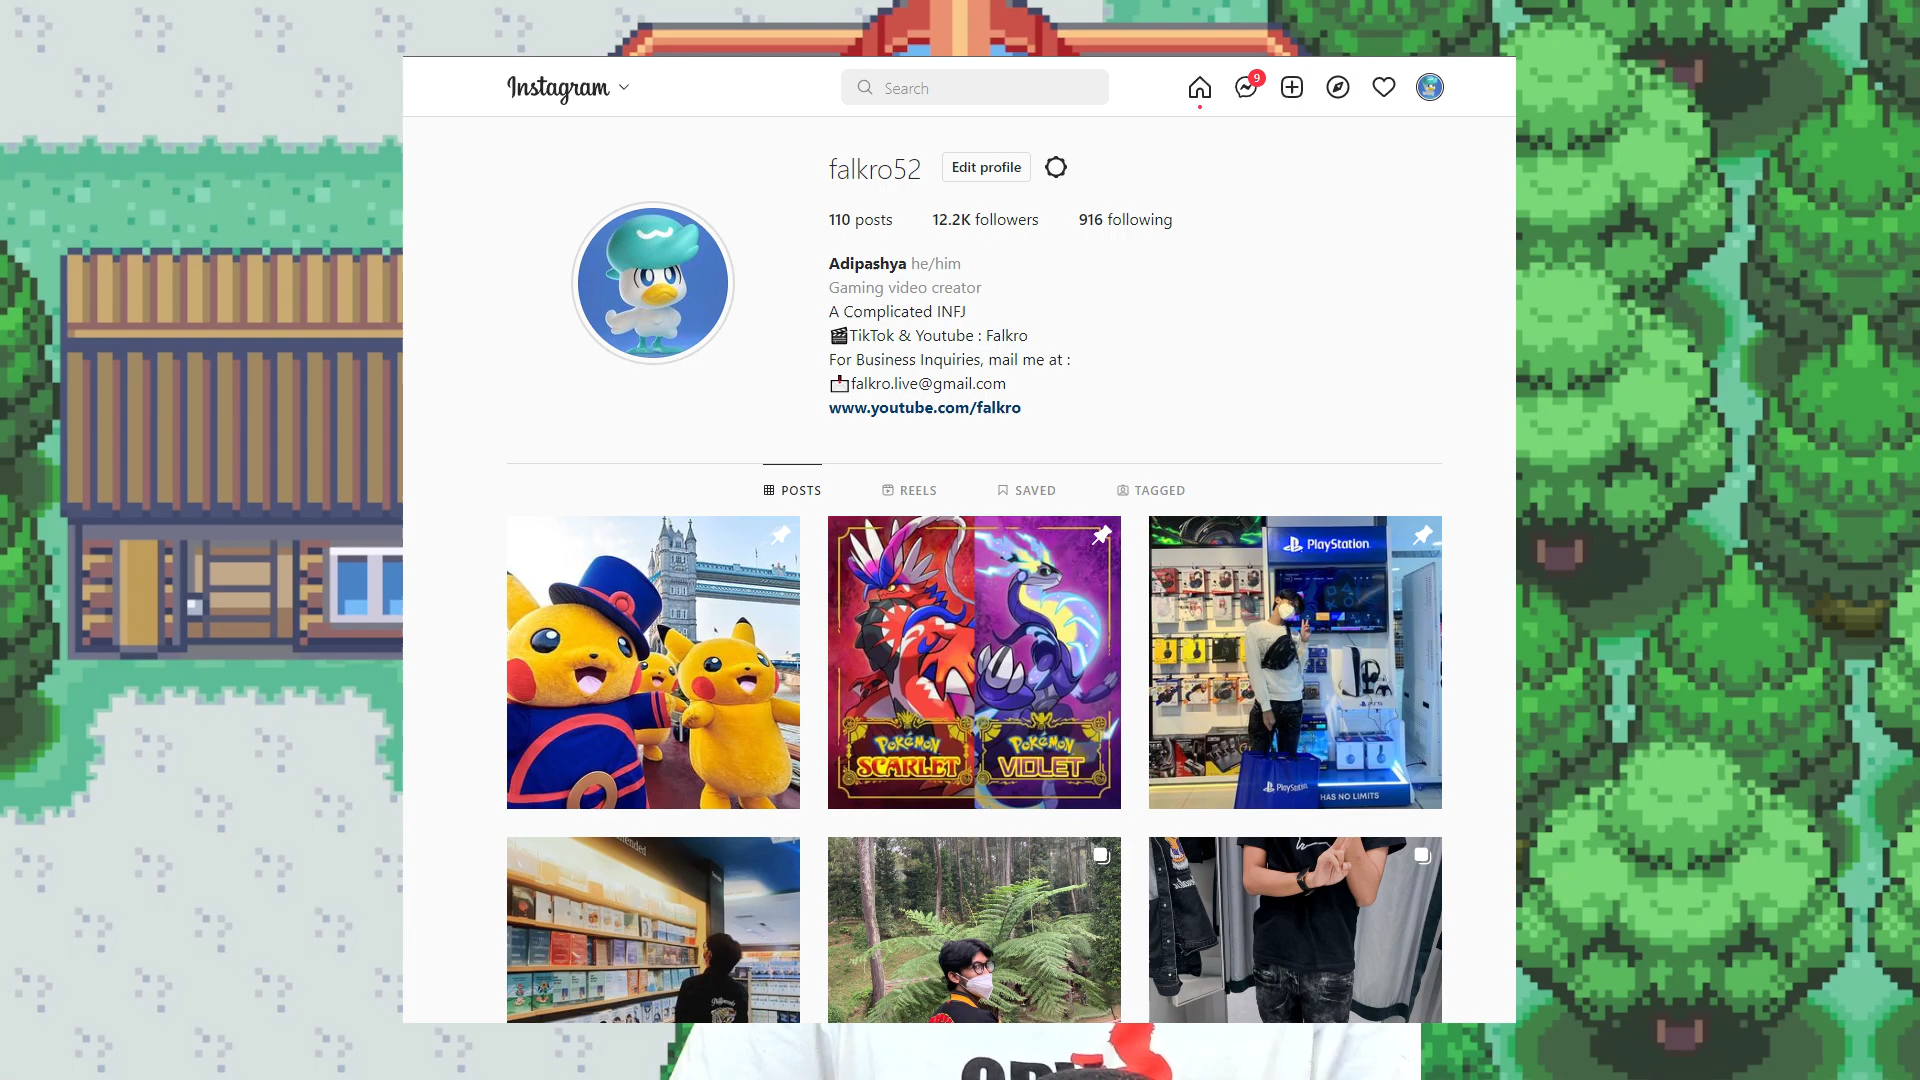 Instagram
Search
9
falkro52 Edit profile
110 posts 12.2K followers 916 following
Adipashya he/him
Gaming video creator
A Complicated INFJ
🎬TikTok & Youtube : Falkro
For Business Inquiries, mail me at :
📩falkro.live@gmail.com
www.youtube.com/falkro
POSTS REELS SAVED TAGGED
POKéMON SCARLET
POKéMON VIOLET
PlayStation
PS5
PlayStation
HAS NO LIMITS